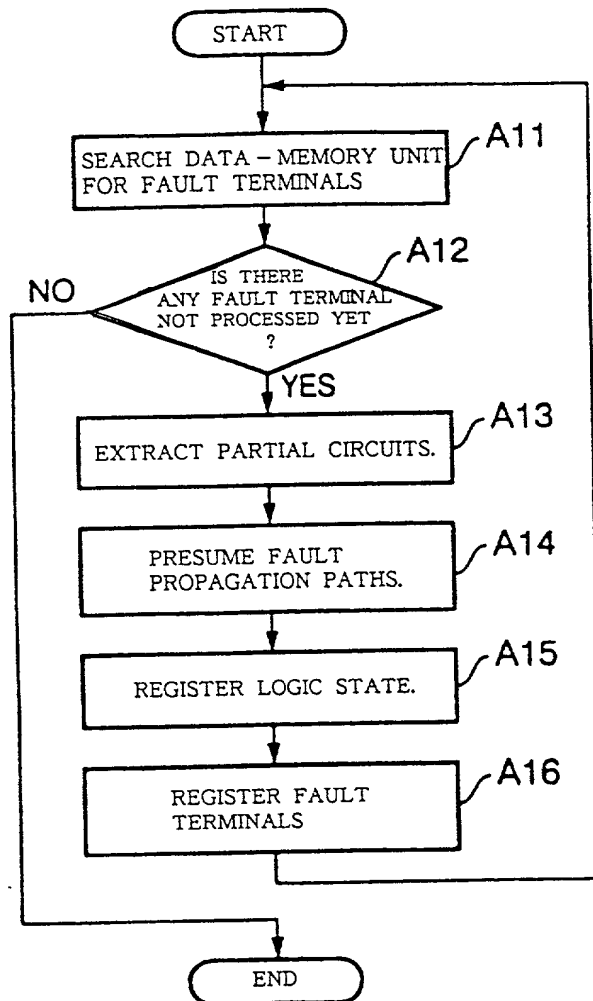 START
A11
SEARCH DATA – MEMORY UNIT
FOR FAULT TERMINALS
A12
IS THERE
ANY FAULT TERMINAL
NOT PROCESSED YET
?
NO
YES
A13
EXTRACT PARTIAL CIRCUITS.
A14
PRESUME FAULT
PROPAGATION PATHS.
A15
REGISTER LOGIC STATE.
A16
REGISTER FAULT
TERMINALS
END